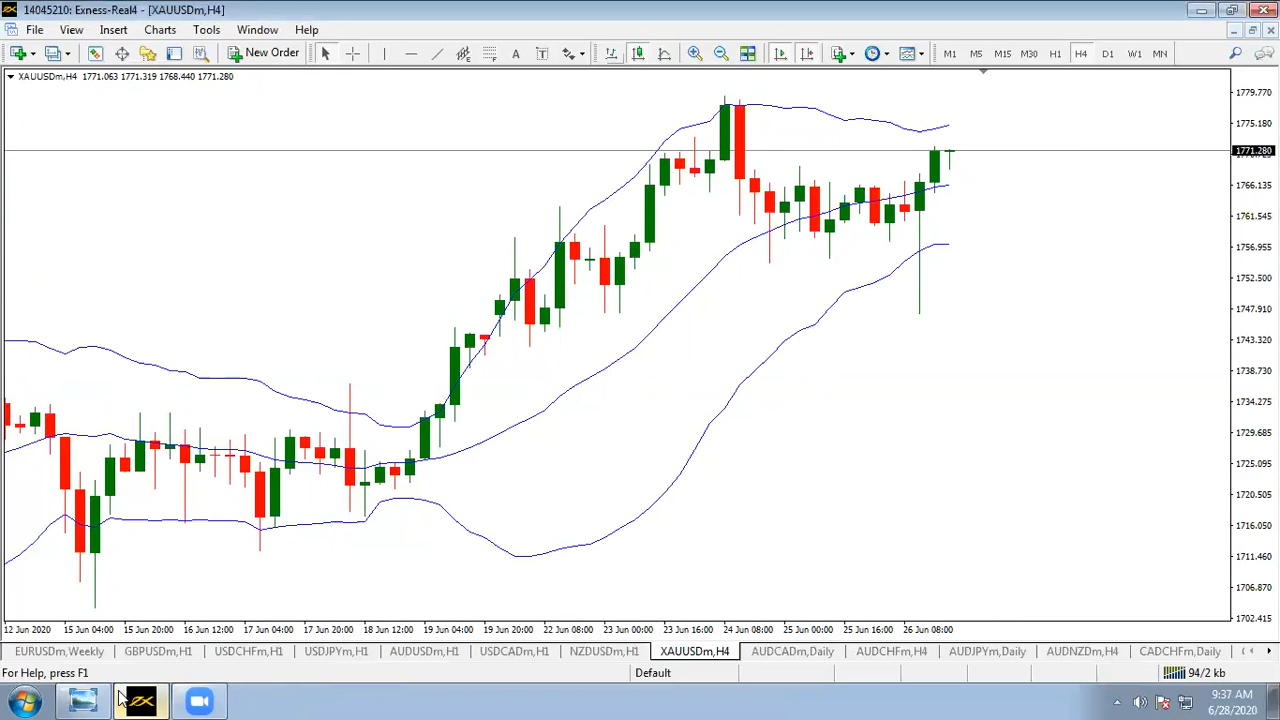 14045210: Exness-Real4 - [XAUUSDm,H4]
File View Insert Charts Tools Window Help
New Order M1 M5 M15 M30 H1 H4 D1 W1 MN
XAUUSDm,H4 1771.063 1771.319 1768.440 1771.280
1779.770
1775.180
1771.280
1766.135
1761.545
1756.955
1752.500
1747.910
1743.320
1738.730
1734.275
1729.685
1725.095
1720.505
1716.050
1711.460
1706.870
1702.415
12 Jun 2020 15 Jun 04:00 15 Jun 20:00 16 Jun 12:00 17 Jun 04:00 17 Jun 20:00 18 Jun 12:00 19 Jun 04:00 19 Jun 20:00 22 Jun 08:00 23 Jun 00:00 23 Jun 16:00 24 Jun 08:00 25 Jun 00:00 25 Jun 16:00 26 Jun 08:00
EURUSDm,Weekly GBPUSDm,H1 USDCHFm,H1 USDJPYm,H1 AUDUSDm,H1 USDCADm,H1 NZDUSDm,H1 XAUUSDm,H4 AUDCADm,Daily AUDCHFm,H4 AUDJPYm,Daily AUDNZDm,H4 CADCHFm,Daily
For Help, press F1 Default 94/2 kb
9:37 AM
6/28/2020